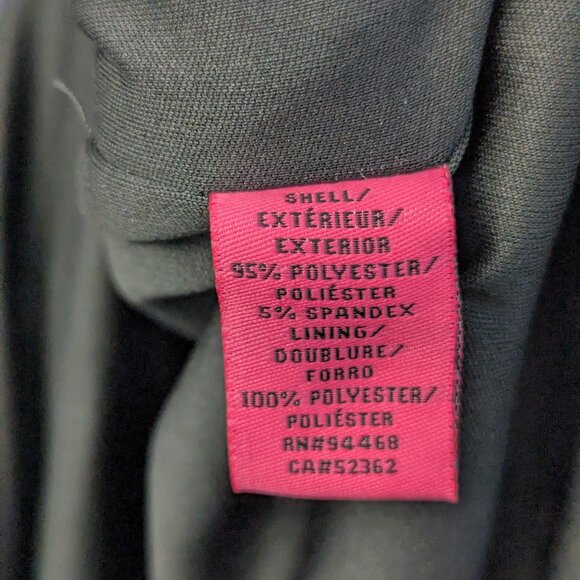 SHELL/
EXTÉRIEUR/
EXTERIOR
95% POLYESTER/
POLIÉSTER
5% SPANDEX
LINING/
DOUBLURE/
FORRO
100% POLYESTER/
POLIÉSTER
RN#94468
CA#52362